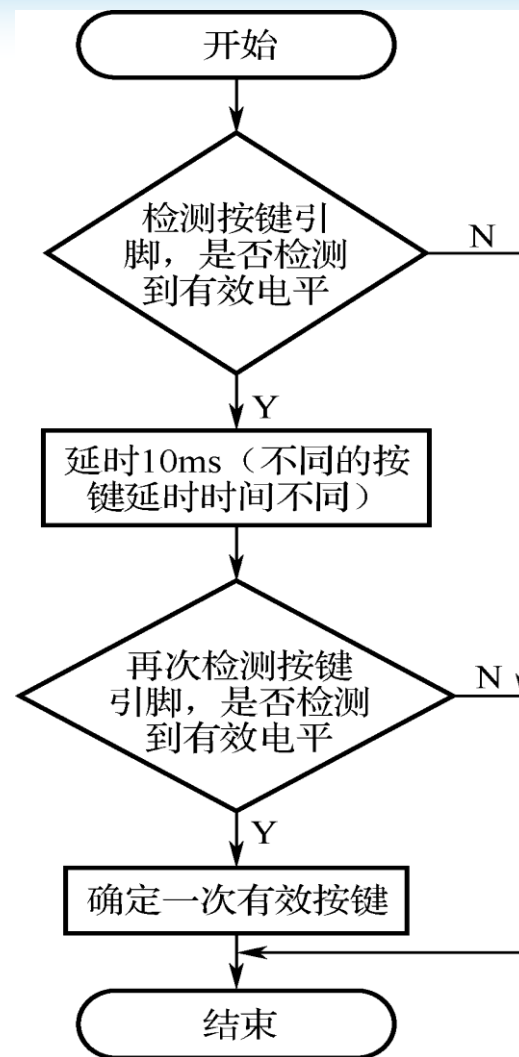 开始
检测按键引
脚，是否检测
到有效电平
N
Y
延时10ms（不同的按
键延时时间不同）
再次检测按键
引脚，是否检测
到有效电平
N
Y
确定一次有效按键
结束